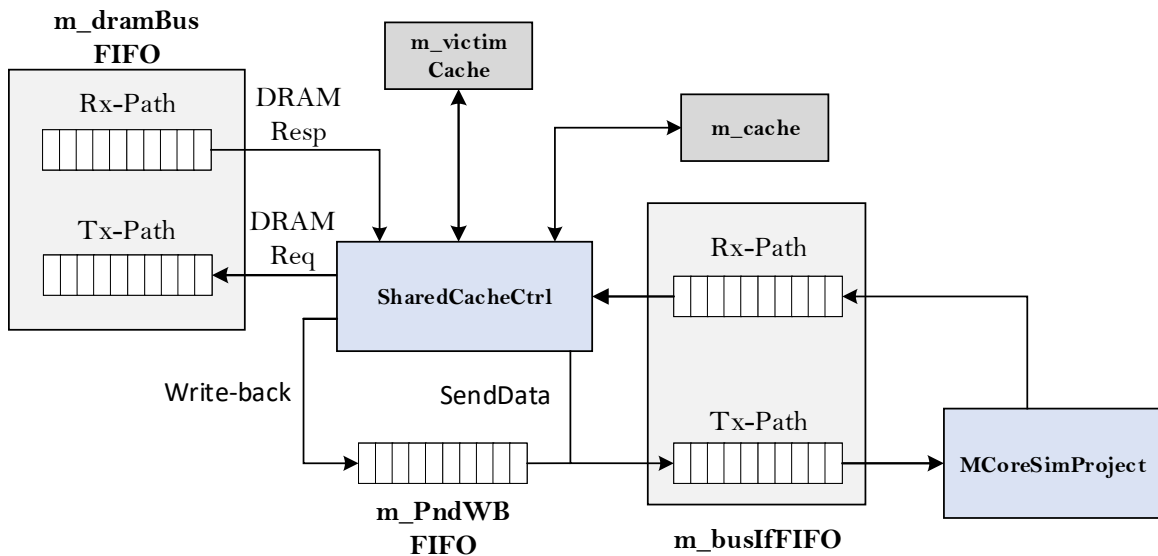 m_dramBus
FIFO
Rx-Path
DRAM
Resp
Tx-Path
DRAM
Req
m_victim
Cache
m_cache
SharedCacheCtrl
Rx-Path
Write-back
SendData
Tx-Path
MCoreSimProject
m_PndWB
FIFO
m_busIfFIFO